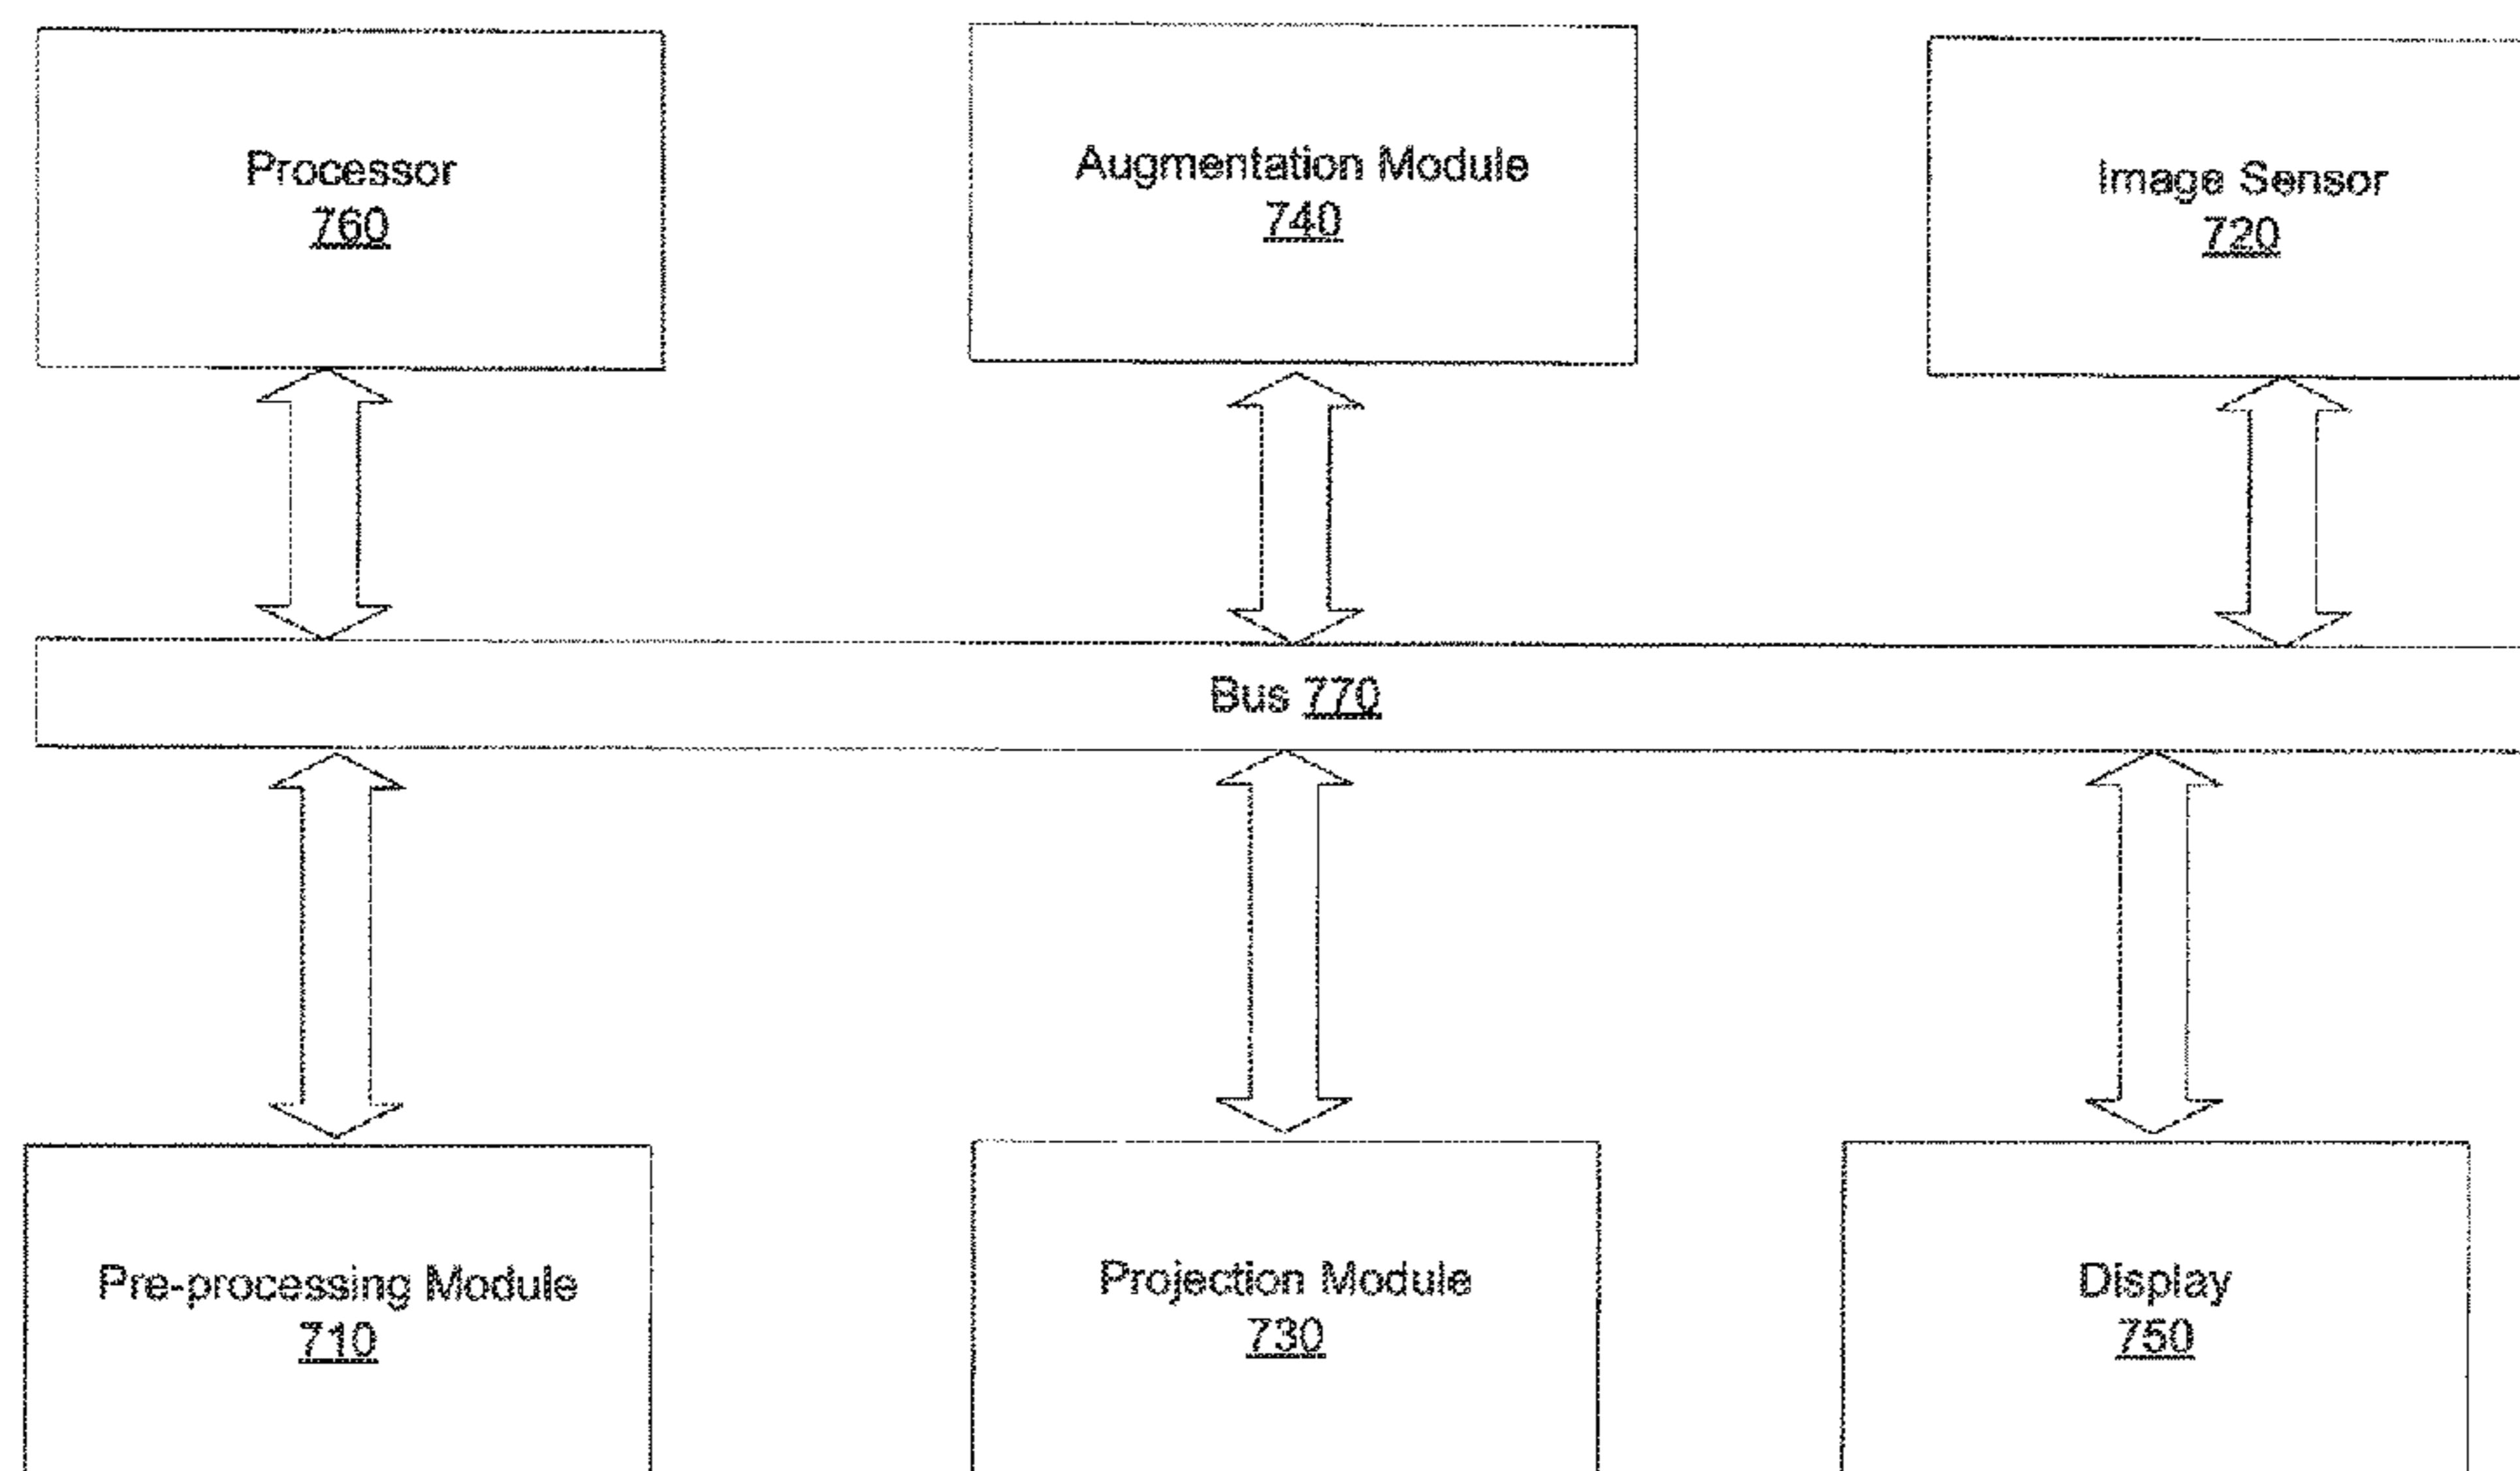 Processor
760
Augmentation Module
740
Image Sensor
720
Bus 770
Pre-processing Module
710
Projection Module
730
Display
750